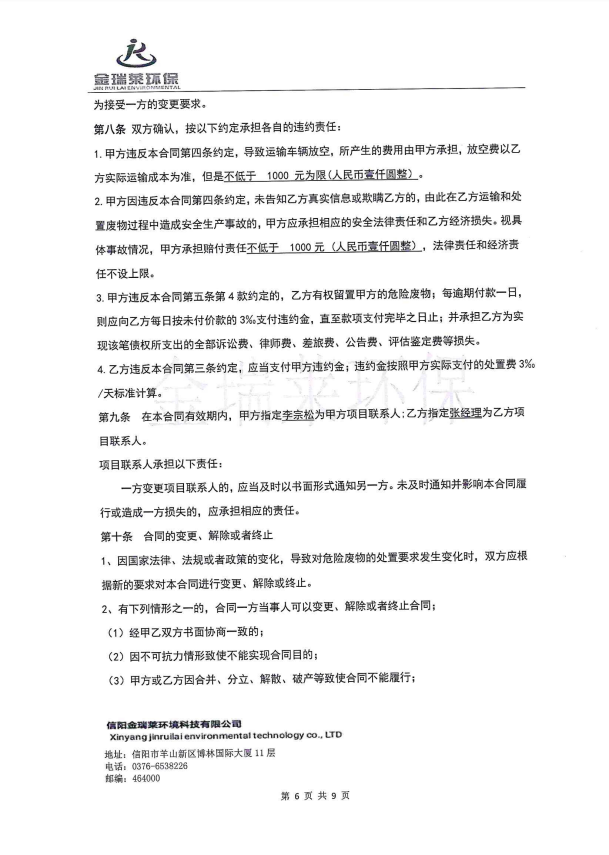 金瑞莱环保
JIN RUI LAI ENVIRONMENTAL
为接受一方的变更要求。
第八条 双方确认，按以下约定承担各自的违约责任：
1.甲方违反本合同第四条约定，导致运输车辆放空，所产生的费用由甲方承担，放空费以乙
方实际运输成本为准，但是不低于 1000 元为限(人民币壹仟圆整)。
2.甲方因违反本合同第四条约定，未告知乙方真实信息或欺瞒乙方的，由此在乙方运输和处
置废物过程中造成安全生产事故的，甲方应承担相应的安全法律责任和乙方经济损失。视具
体事故情况，甲方承担赔付责任不低于 1000元（人民币壹仟圆整），法律责任和经济责
任不设上限。
3.甲方违反本合同第五条第4款约定的，乙方有权留置甲方的危险废物；每逾期付款一日，
则应向乙方每日按未付价款的3‰支付违约金，直至款项支付完毕之日止；并承担乙方为实
现该笔债权所支出的全部诉讼费、律师费、差旅费、公告费、评估鉴定费等损失。
4.乙方违反本合同第三条约定，应当支付甲方违约金；违约金按照甲方实际支付的处置费3‰
/天标准计算。
金瑞莱环保
第九条 在本合同有效期内，甲方指定李宗松为甲方项目联系人;乙方指定张经理为乙方项
目联系人。
项目联系人承担以下责任：
一方变更项目联系人的，应当及时以书面形式通知另一方。未及时通知并影响本合同履
行或造成一方损失的，应承担相应的责任。
第十条 合同的变更、解除或者终止
1、因国家法律、法规或者政策的变化，导致对危险废物的处置要求发生变化时，双方应根
据新的要求对本合同进行变更、解除或终止。
2、有下列情形之一的，合同一方当事人可以变更、解除或者终止合同；
（1）经甲乙双方书面协商一致的；
（2）因不可抗力情形致使不能实现合同目的；
（3）甲方或乙方因合并、分立、解散、破产等致使合同不能履行；
信阳金瑞莱环境科技有限公司
Xinyang jinruilai environmental technology co., LTD
地址：信阳市羊山新区博林国际大厦11层
电话：0376-6538226
邮编：464000
第 6 页 共 9 页